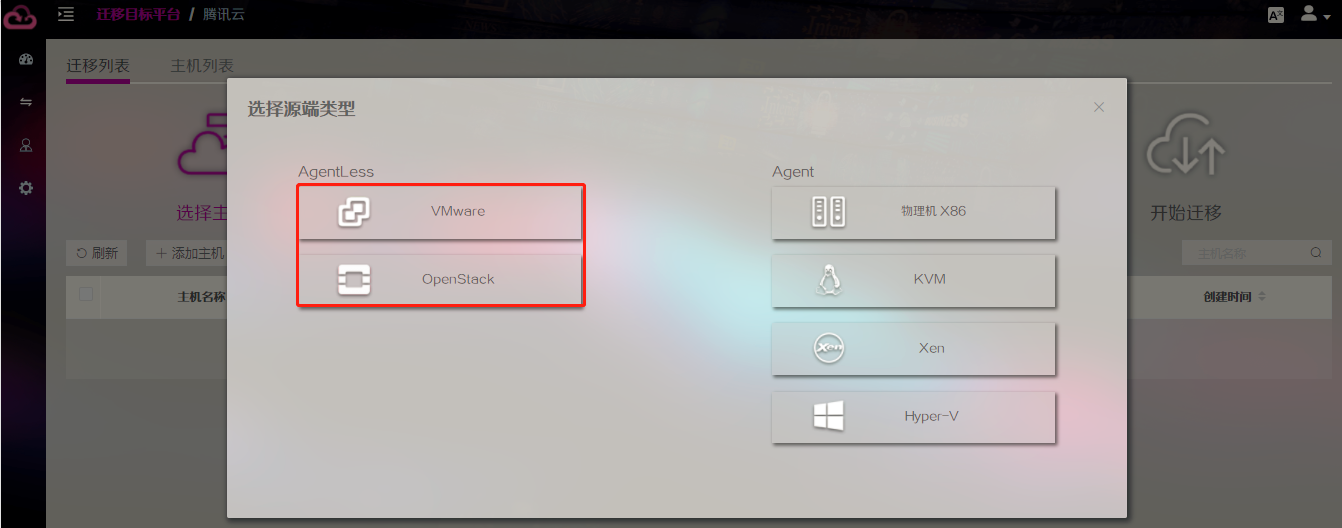 迁移目标平台 / 腾讯云
迁移列表 主机列表
选择源端类型
AgentLess
VMware
OpenStack
Agent
物理机 X86
KVM
Xen
Xen
Hyper-V
选择主
开始迁移
刷新
添加主机
主机名称
主机名称
创建时间